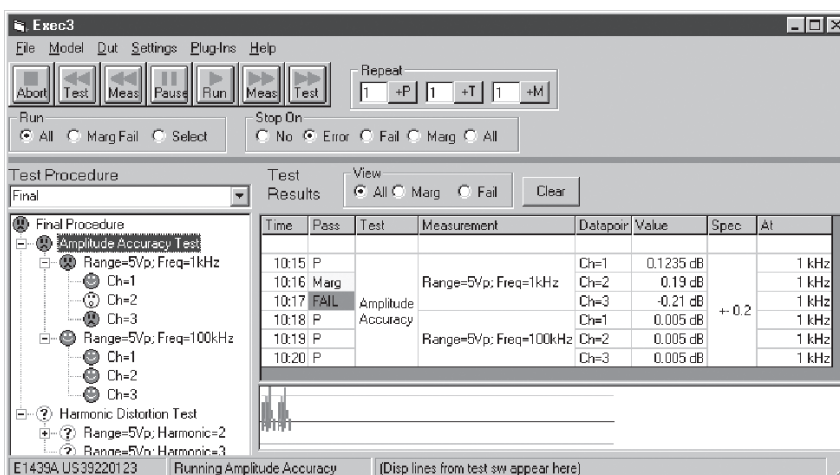 Exec3
File Model Dut Settings Plug-Ins Help
Abort Test Meas Pause Run Meas Test
Repeat
1 +P 1 +T 1 +M
Run
All Marg Fail Select
Stop On
No Error Fail Marg All
Test Procedure
Final
Test Results
View
All Marg Fail
Clear
Final Procedure
Amplitude Accuracy Test
Range=5Vp; Freq=1kHz
Ch=1
Ch=2
Ch=3
Range=5Vp; Freq=100kHz
Ch=1
Ch=2
Ch=3
Harmonic Distortion Test
Range=5Vp; Harmonic=2
Range=5Vp; Harmonic=3
Time Pass Test Measurement Datapoir Value Spec At
10:15 P Ch=1 0.1235 dB 1 kHz
10:16 Marg Range=5Vp; Freq=1kHz Ch=2 0.19 dB 1 kHz
10:17 FAIL Amplitude Ch=3 -0.21 dB +- 0.2 1 kHz
10:18 P Accuracy Ch=1 0.005 dB 1 kHz
10:19 P Range=5Vp; Freq=100kHz Ch=2 0.005 dB 1 kHz
10:20 P Ch=3 0.005 dB 1 kHz
E1439A US39220123 Running Amplitude Accuracy (Disp lines from test sw appear here)